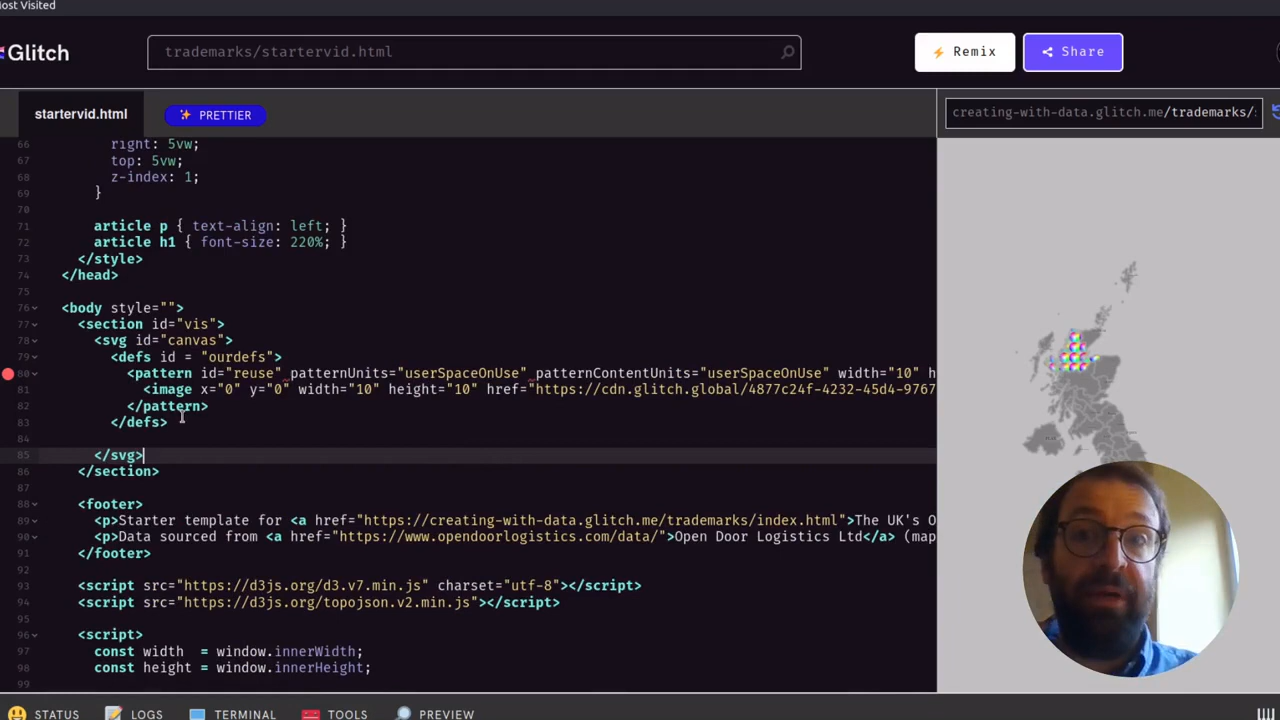 ost Visited
Glitch
trademarks/startervid.html
Remix
Share
startervid.html
PRETTIER
creating-with-data.glitch.me/trademarks/s
66 right: 5vw;
67 top: 5vw;
68 z-index: 1;
69 }
70
71 article p { text-align: left; }
72 article h1 { font-size: 220%; }
73 </style>
74 </head>
75
76 <body style="">
77 <section id="vis">
78 <svg id="canvas">
79 <defs id = "ourdefs">
80 <pattern id="reuse" patternUnits="userSpaceOnUse" patternContentUnits="userSpaceOnUse" width="10" h
81 <image x="0" y="0" width="10" height="10" href="https://cdn.glitch.global/4877c24f-4232-45d4-9767
82 </pattern>
83 </defs>
84
85 </svg>
86 </section>
87
88 <footer>
89 <p>Starter template for <a href="https://creating-with-data.glitch.me/trademarks/index.html">The UK's O
90 <p>Data sourced from <a href="https://www.opendoorlogistics.com/data/">Open Door Logistics Ltd</a> (map
91 </footer>
92
93 <script src="https://d3js.org/d3.v7.min.js" charset="utf-8"></script>
94 <script src="https://d3js.org/topojson.v2.min.js"></script>
95
96 <script>
97 const width = window.innerWidth;
98 const height = window.innerHeight;
99
STATUS
LOGS
TERMINAL
TOOLS
PREVIEW